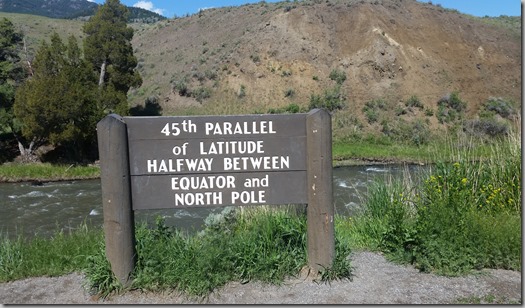 45th PARALLEL
of LATITUDE
HALFWAY BETWEEN
EQUATOR and
NORTH POLE